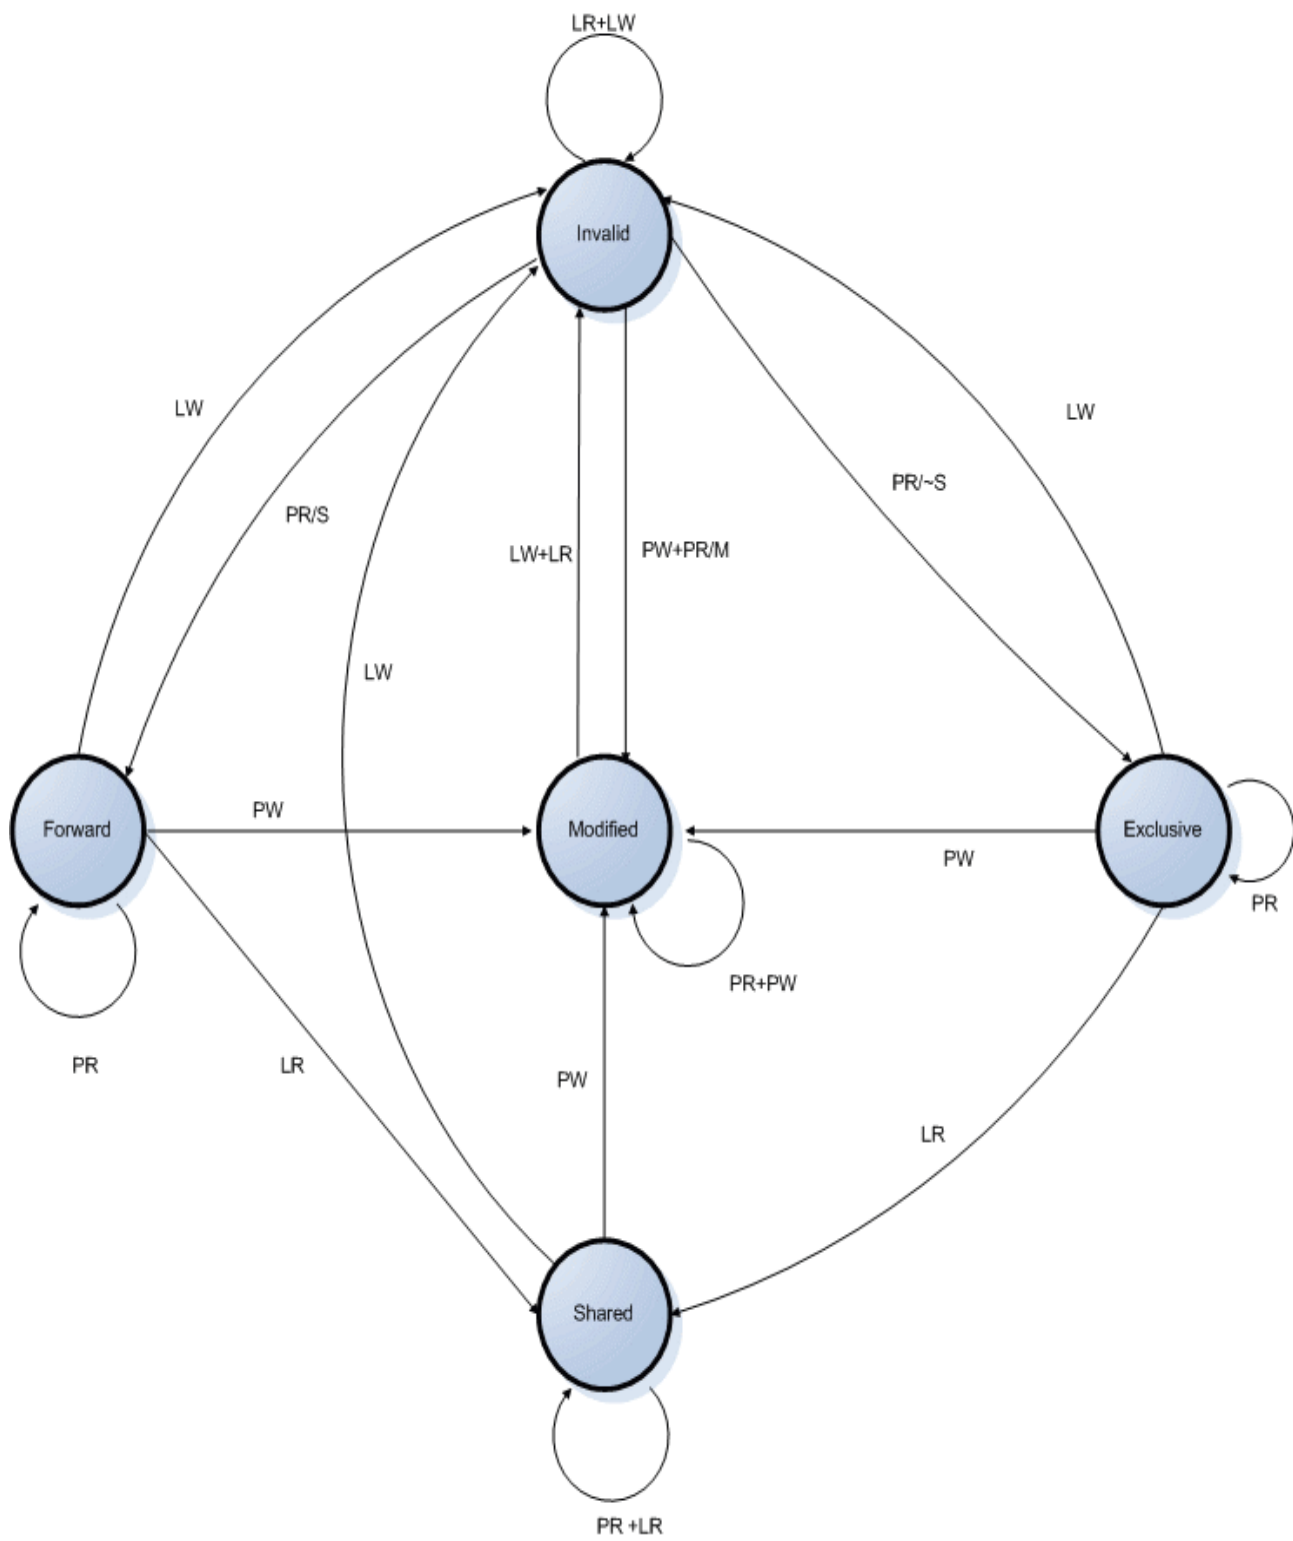 LR+LW
Invalid
LW
LW
PR/~S
PR/S
LW+LR
PW+PR/M
LW
PW
Forward
Modified
Exclusive
PW
PR
PR+PW
PR
LR
PW
LR
Shared
PR +LR